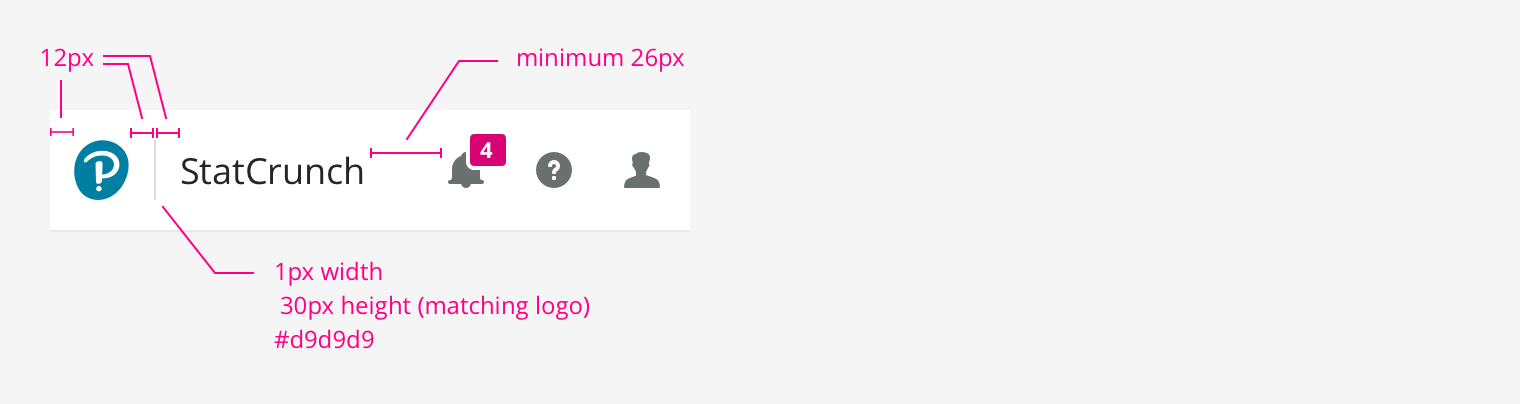 12px
minimum 26px
4
StatCrunch
?
1px width
30px height (matching logo)
#d9d9d9